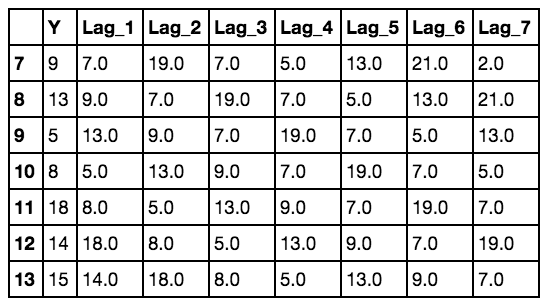 Y Lag_1 Lag_2 Lag_3 Lag_4 Lag_5 Lag_6 Lag_7
7 9 7.0 19.0 7.0 5.0 13.0 21.0 2.0
8 13 9.0 7.0 19.0 7.0 5.0 13.0 21.0
9 5 13.0 9.0 7.0 19.0 7.0 5.0 13.0
10 8 5.0 13.0 9.0 7.0 19.0 7.0 5.0
11 18 8.0 5.0 13.0 9.0 7.0 19.0 7.0
12 14 18.0 8.0 5.0 13.0 9.0 7.0 19.0
13 15 14.0 18.0 8.0 5.0 13.0 9.0 7.0